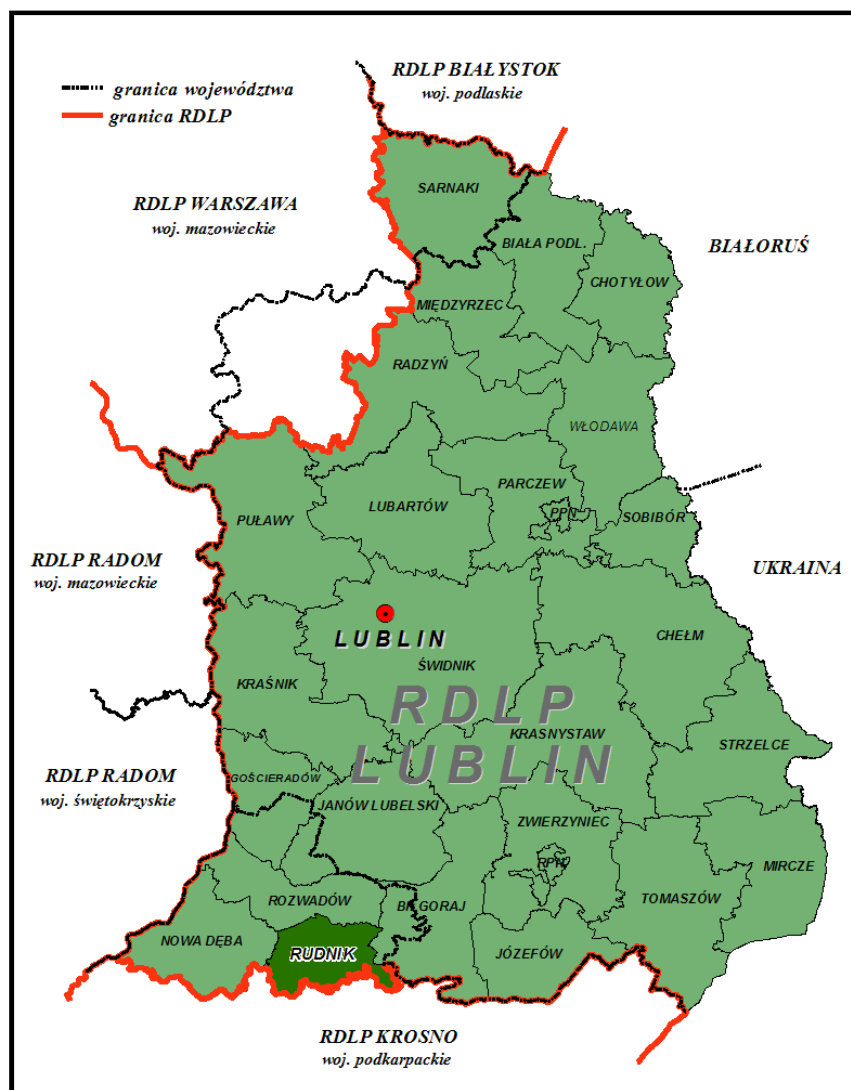 RDLP BIAŁYSTOK
woj. podlaskie
granica województwa
granica RDLP
SARNAKI
RDLP WARSZAWA
woj. mazowieckie
BIAŁA PODL.
BIAŁORUŚ
CHOTYŁOW
MIĘDZYRZEC
RADZYŃ
WŁODAWA
PARCZEW
LUBARTÓW
PPN
SOBIBÓR
PUŁAWY
RDLP RADOM
woj. mazowieckie
UKRAINA
LUBLIN
CHEŁM
ŚWIDNIK
KRAŚNIK
RDLP
LUBLIN
KRASNYSTAW
STRZELCE
RDLP RADOM
woj. świętokrzyskie
GOŚCIERADÓW
JANÓW LUBELSKI
ZWIERZYNIEC
RPN
MIRCZE
TOMASZÓW
ROZWADÓW
BIŁGORAJ
NOWA DĘBA
RUDNIK
JÓZEFÓW
RDLP KROSNO
woj. podkarpackie